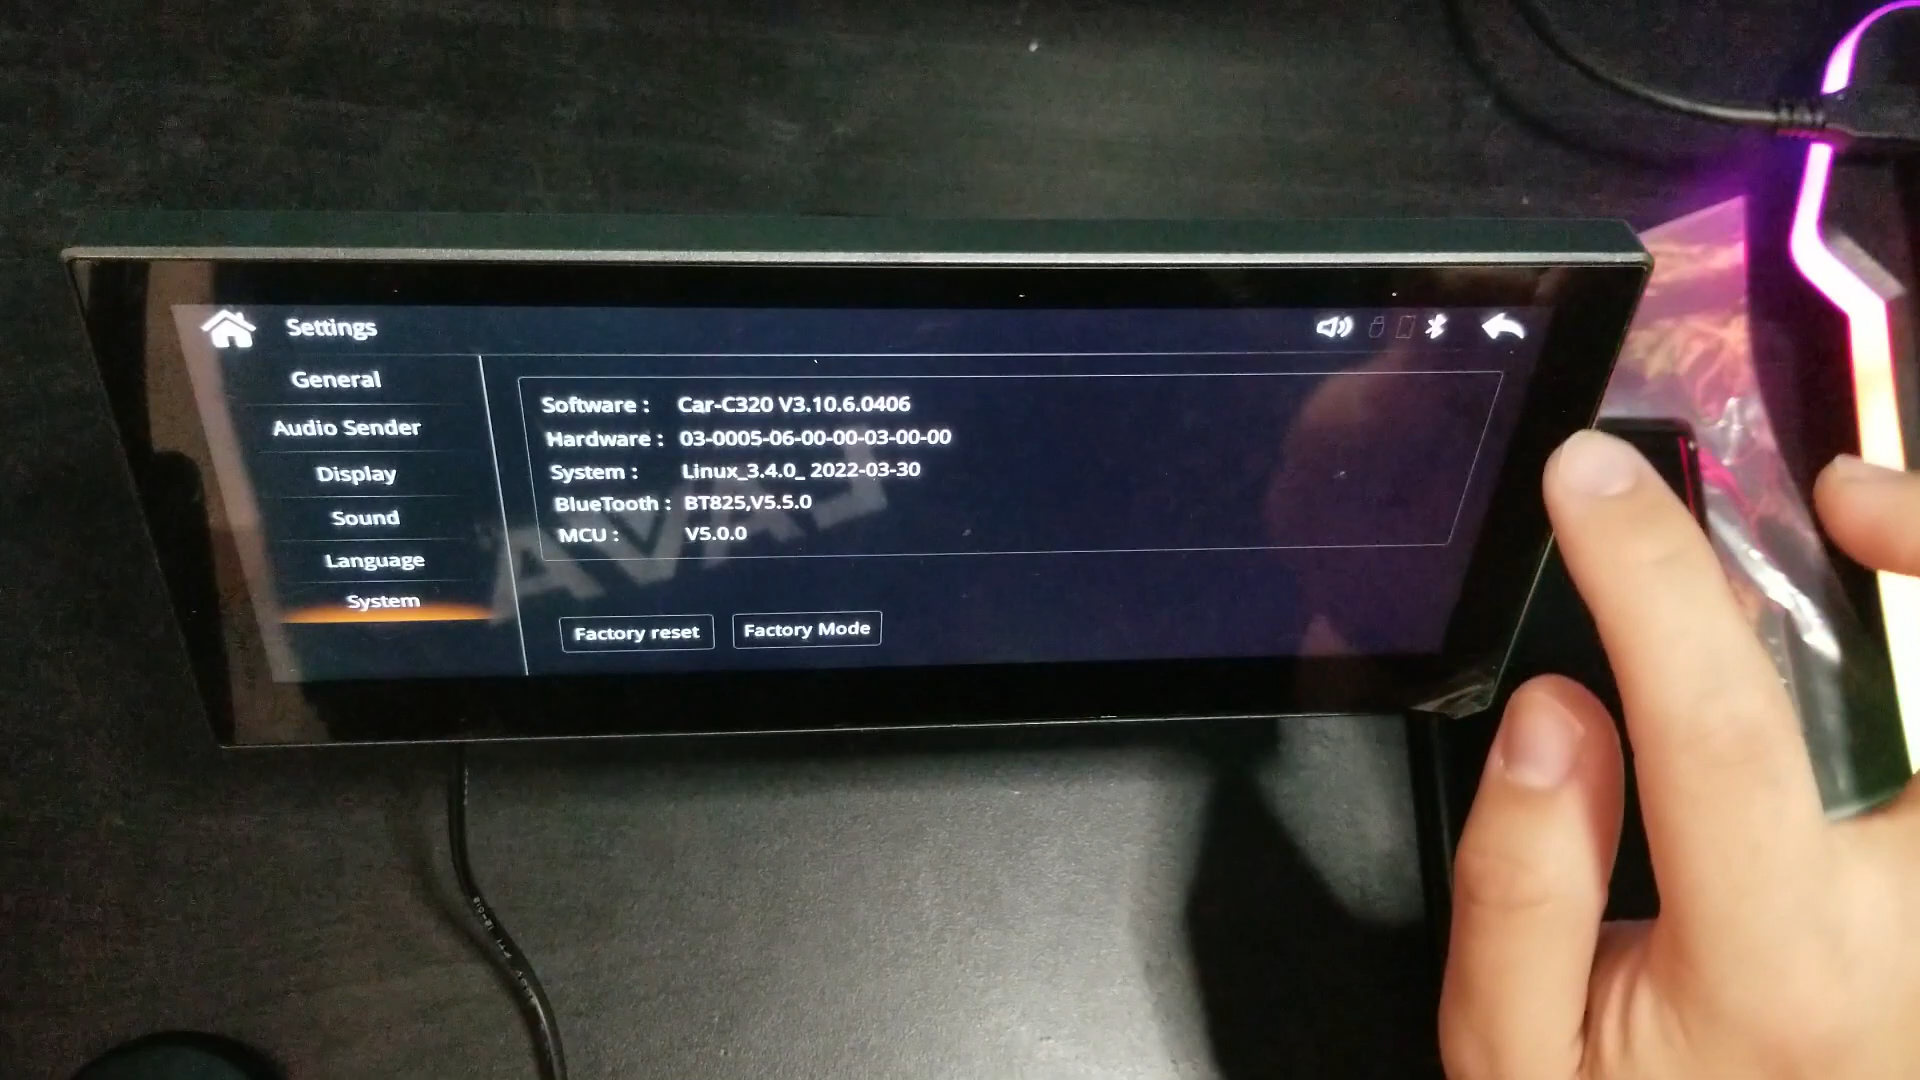 Settings
General
Audio Sender
Display
Sound
Language
System
Software : Car-C320 V3.10.6.0406
Hardware : 03-0005-06-00-00-03-00-00
System : Linux_3.4.0_ 2022-03-30
BlueTooth : BT825,V5.5.0
MCU : V5.0.0
Factory reset
Factory Mode